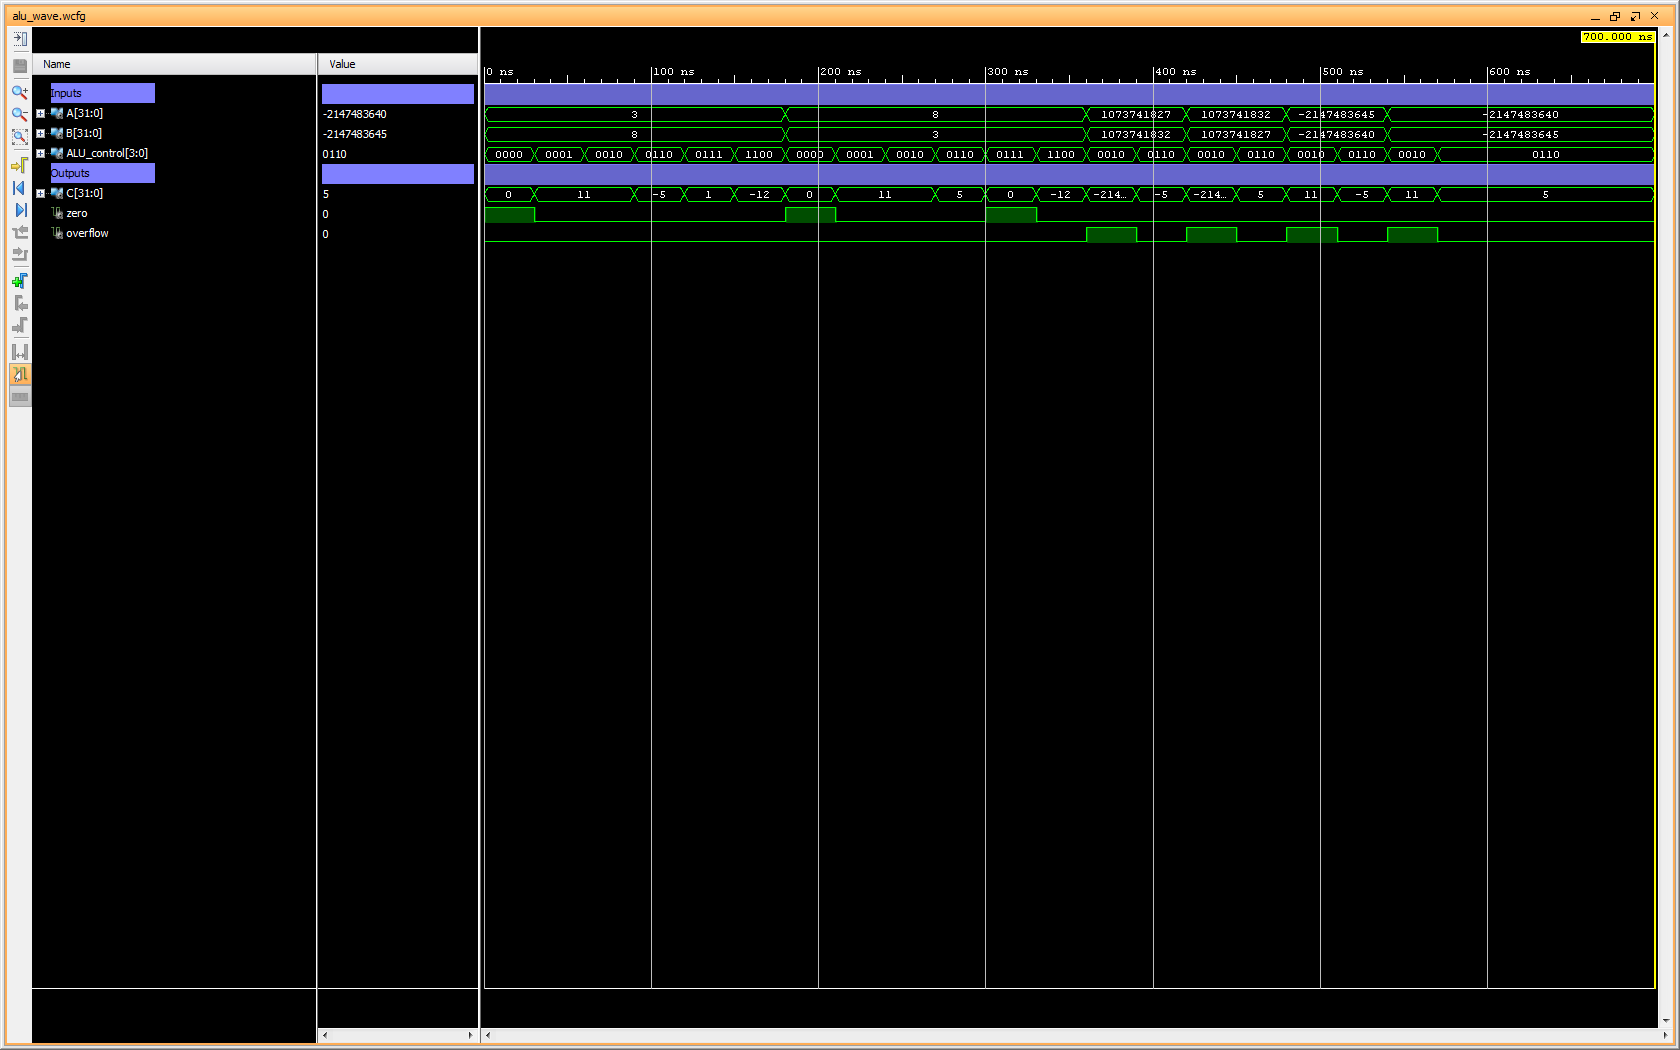 alu_wave.wcfg
700.000 ns
Name Value
0 ns 100 ns 200 ns 300 ns 400 ns 500 ns 600 ns
Inputs
A[31:0] -2147483640 3 8 1073741827 1073741832 -2147483645 -2147483640
B[31:0] -2147483645 8 3 1073741832 1073741827 -2147483640 -2147483645
ALU_control[3:0] 0110 0000 0001 0010 0110 0111 1100 0000 0001 0010 0110 0111 1100 0010 0110 0010 0110 0010 0110 0010 0110
Outputs
C[31:0] 5 0 11 -5 1 -12 0 11 5 0 -12 -214... -5 -214... 5 11 -5 11 5
zero 0
overflow 0